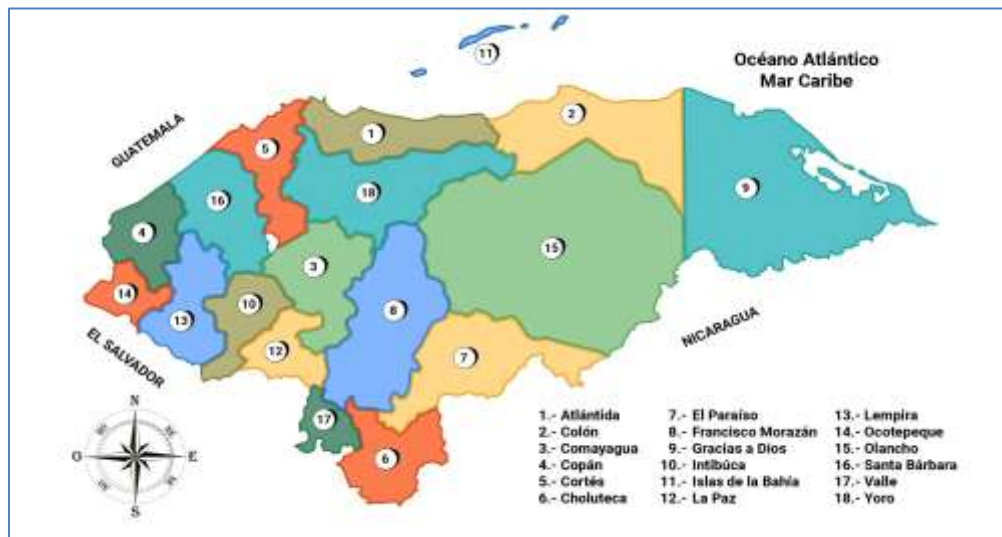 11
Océano Atlántico
Mar Caribe
GUATEMALA
2
1
5
18
16
9
4
15
3
14
10
8
13
12
7
EL SALVADOR
NICARAGUA
17
6
N
O
E
S
1.- Atlántida
2.- Colón
3.- Comayagua
4.- Copán
5.- Cortés
6.- Choluteca
7.- El Paraíso
8.- Francisco Morazán
9.- Gracias a Dios
10.- Intibúca
11.- Islas de la Bahía
12.- La Paz
13.- Lempira
14.- Ocotepeque
15.- Olancho
16.- Santa Bárbara
17.- Valle
18.- Yoro